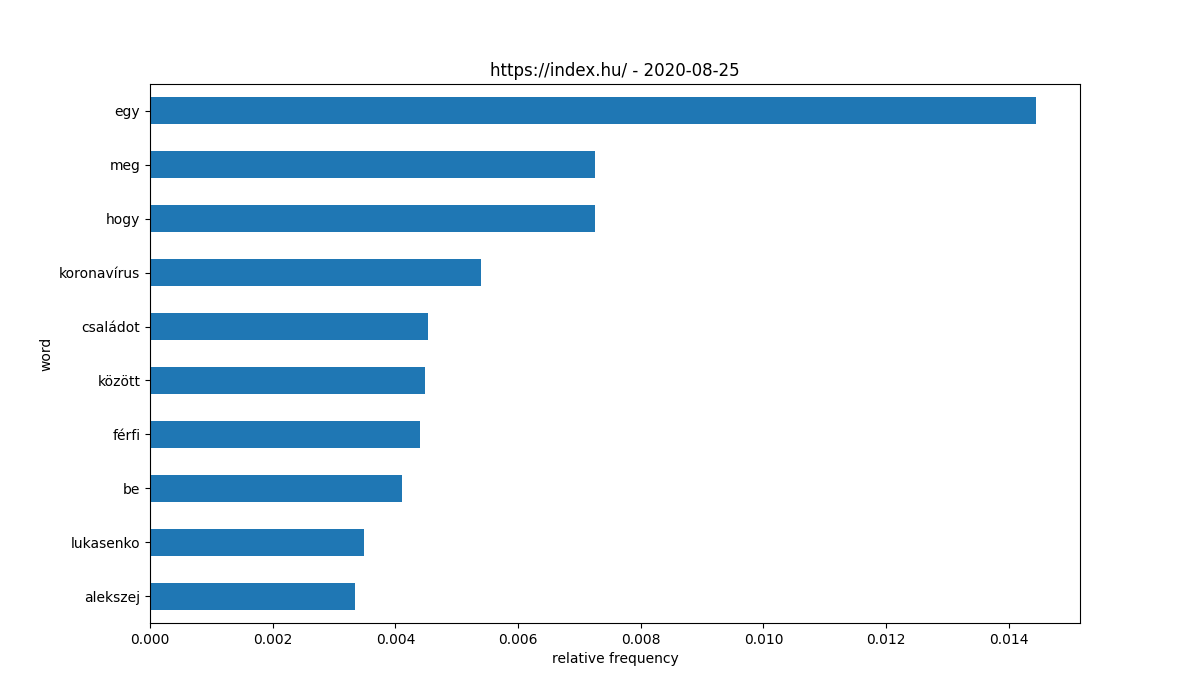 https://index.hu/ - 2020-08-25
egy
meg
hogy
koronavírus
családot
között
férfi
be
lukasenko
alekszej
word
0.000 0.002 0.004 0.006 0.008 0.010 0.012 0.014
relative frequency